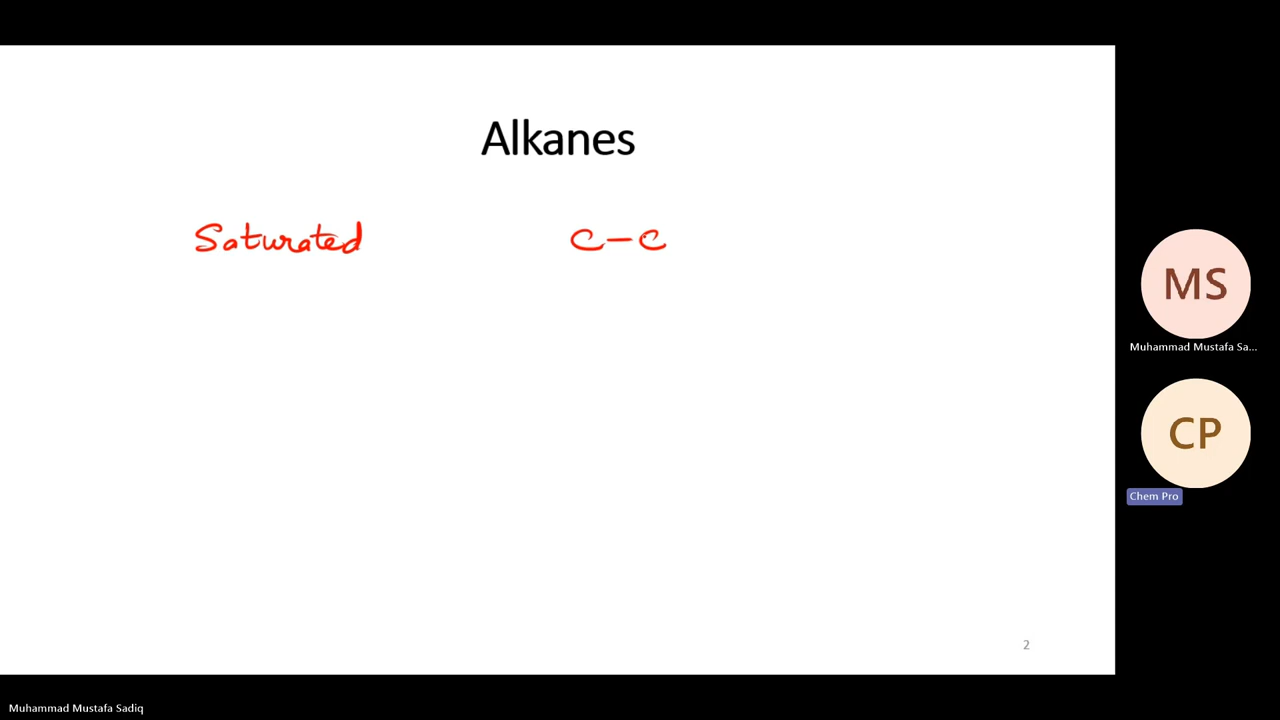 Alkanes
Saturated C–C
2
MS
Muhammad Mustafa Sa...
CP
Chem Pro
Muhammad Mustafa Sadiq